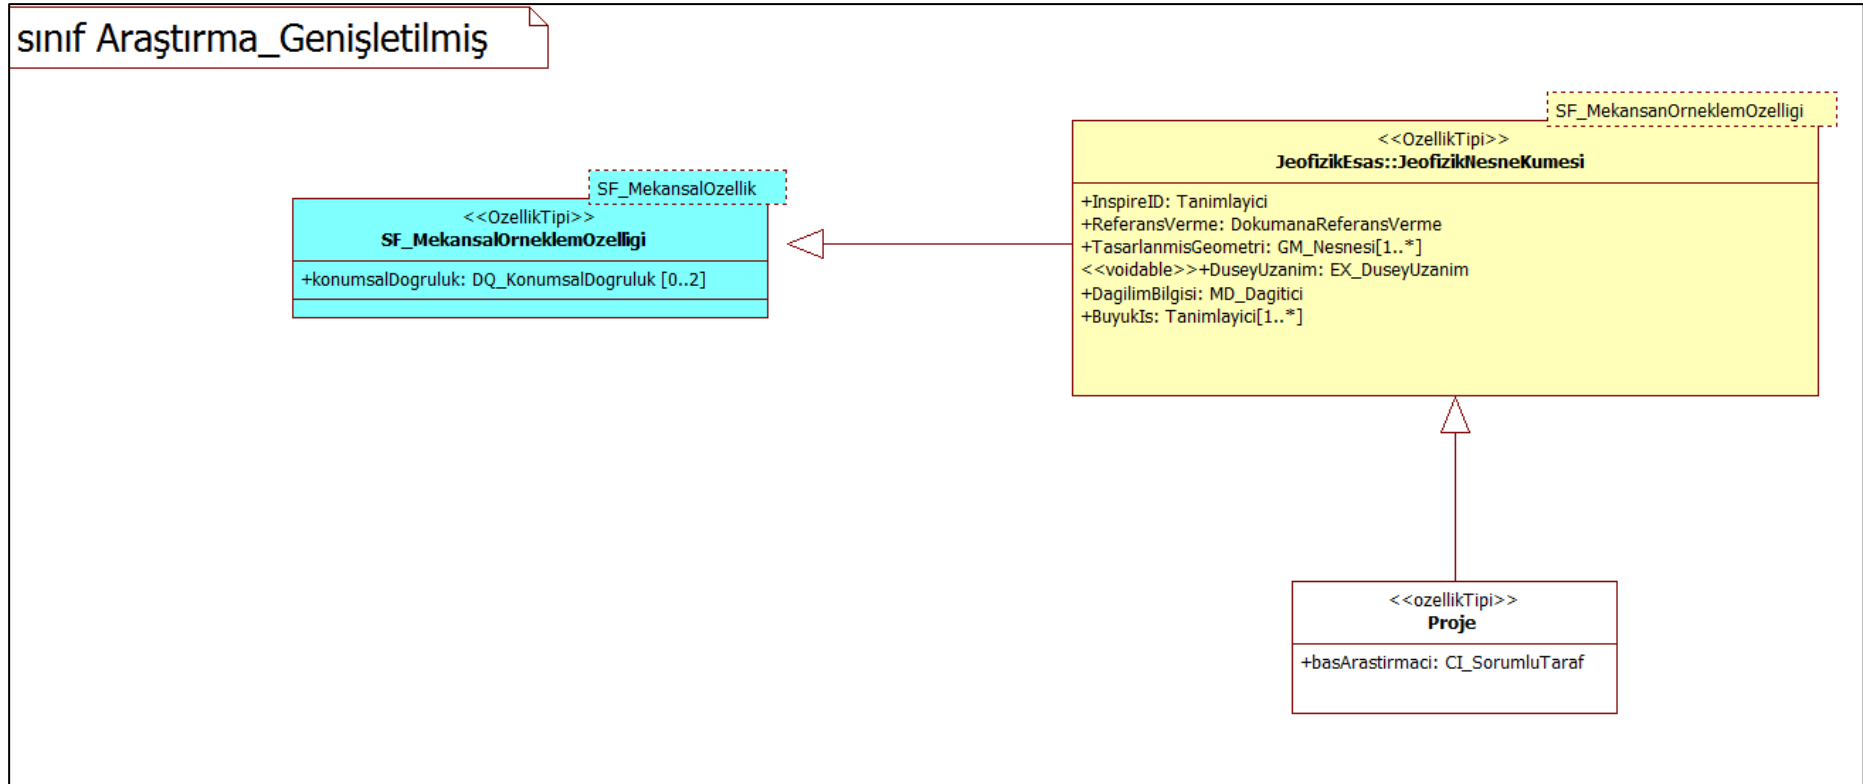 sınıf Araştırma_Genişletilmiş
SF_MekansanOrneklemOzelligi
<<OzellikTipi>>
JeofizikEsas::JeofizikNesneKumesi
+InspireID: Tanimlayici
+ReferansVerme: DokumanaReferansVerme
+TasarlanmisGeometri: GM_Nesnesi[1..*]
<<voidable>>+DuseyUzanim: EX_DuseyUzanim
+DagilimBilgisi: MD_Dagitici
+BuyukIs: Tanimlayici[1..*]
SF_MekansalOzellik
<<OzellikTipi>>
SF_MekansalOrneklemOzelligi
+konumsalDogruluk: DQ_KonumsalDogruluk [0..2]
<<ozellikTipi>>
Proje
+basArastirmaci: CI_SorumluTaraf